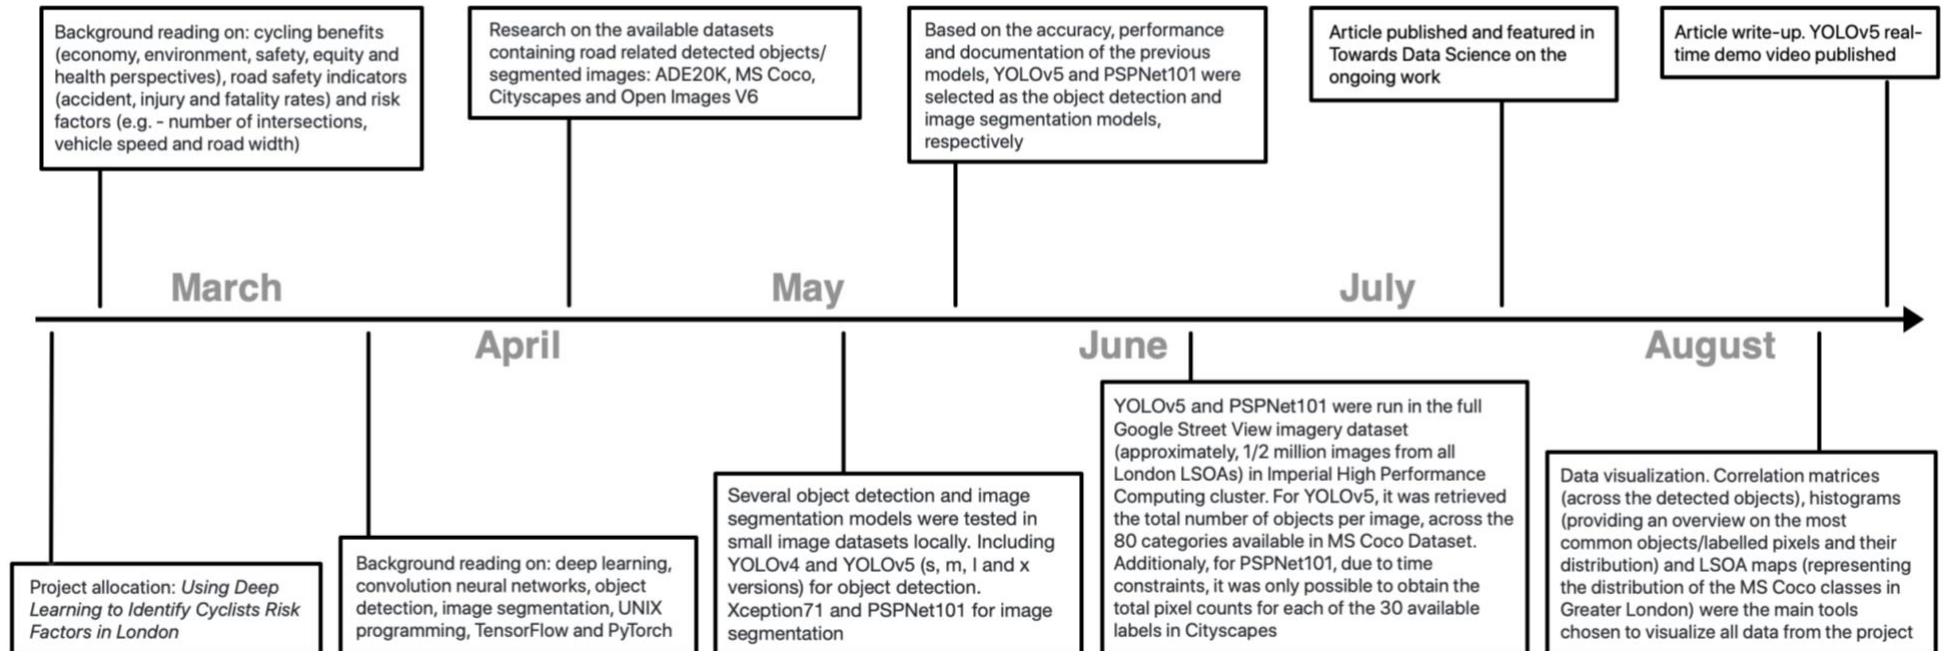 Background reading on: cycling benefits
(economy, environment, safety, equity and
health perspectives), road safety indicators
(accident, injury and fatality rates) and risk
factors (e.g. - number of intersections,
vehicle speed and road width)
Research on the available datasets
containing road related detected objects/
segmented images: ADE20K, MS Coco,
Cityscapes and Open Images V6
Based on the accuracy, performance
and documentation of the previous
models, YOLOv5 and PSPNet101 were
selected as the object detection and
image segmentation models,
respectively
Article published and featured in
Towards Data Science on the
ongoing work
Article write-up. YOLOv5 real-
time demo video published
March
May
July
April
June
August
Project allocation: Using Deep
Learning to Identify Cyclists Risk
Factors in London
Background reading on: deep learning,
convolution neural networks, object
detection, image segmentation, UNIX
programming, TensorFlow and PyTorch
Several object detection and image
segmentation models were tested in
small image datasets locally. Including
YOLOv4 and YOLOv5 (s, m, l and x
versions) for object detection.
Xception71 and PSPNet101 for image
segmentation
YOLOv5 and PSPNet101 were run in the full
Google Street View imagery dataset
(approximately, 1/2 million images from all
London LSOAs) in Imperial High Performance
Computing cluster. For YOLOv5, it was retrieved
the total number of objects per image, across the
80 categories available in MS Coco Dataset.
Additionaly, for PSPNet101, due to time
constraints, it was only possible to obtain the
total pixel counts for each of the 30 available
labels in Cityscapes
Data visualization. Correlation matrices
(across the detected objects), histograms
(providing an overview on the most
common objects/labelled pixels and their
distribution) and LSOA maps (representing
the distribution of the MS Coco classes in
Greater London) were the main tools
chosen to visualize all data from the project